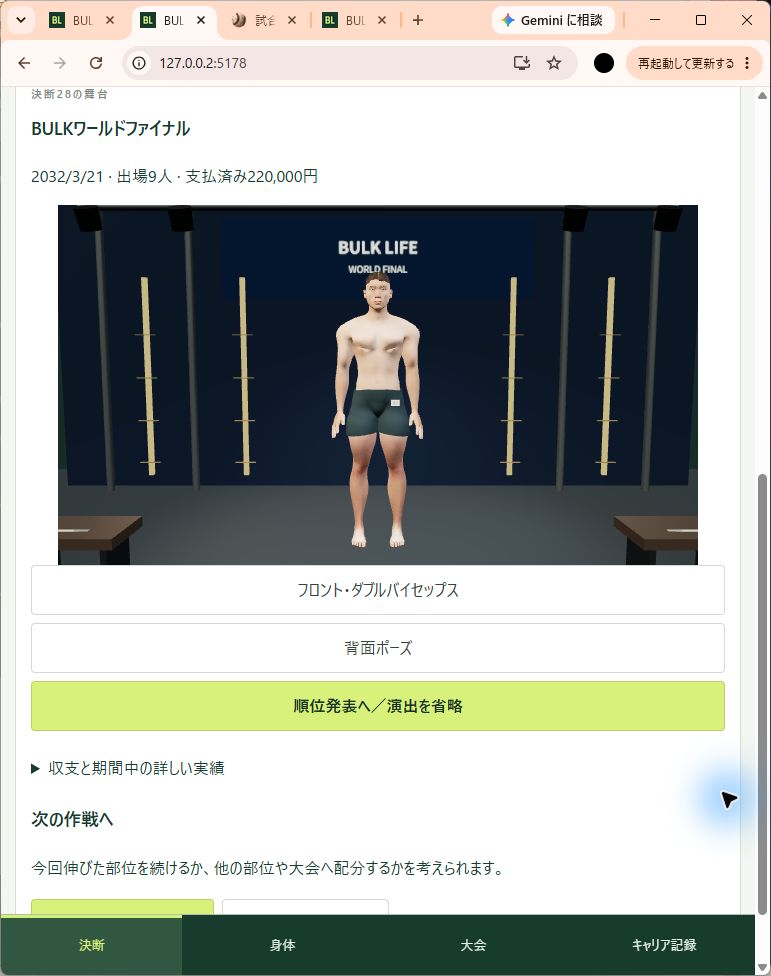 BL BUL
BL BUL
試合
BL BUL
Gemini に相談
127.0.0.2:5178
再起動して更新する
決断28の舞台
BULKワールドファイナル
2032/3/21 · 出場9人 · 支払済み220,000円
BULK LIFE
WORLD FINAL
フロント・ダブルバイセップス
背面ポーズ
順位発表へ／演出を省略
▶ 収支と期間中の詳しい実績
次の作戦へ
今回伸びた部位を続けるか、他の部位や大会へ配分するかを考えられます。
決断
身体
大会
キャリア記録